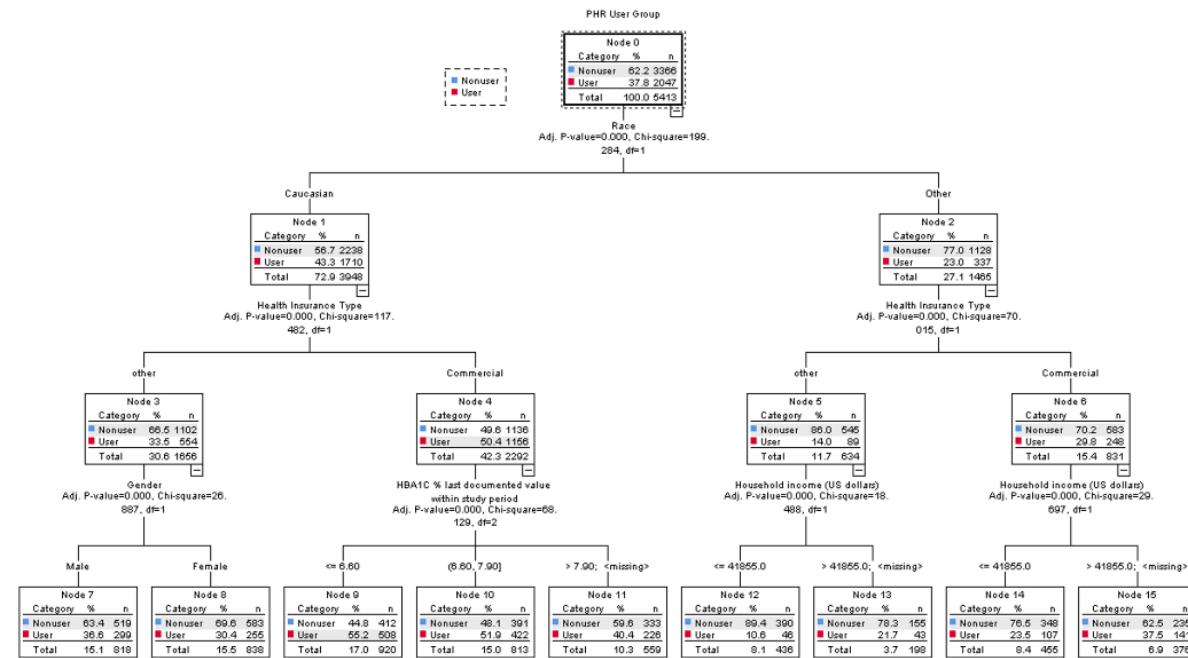 PHR User Group
Nonuser
User
Node 0
Category % n
Nonuser 62.2 3366
User 37.8 2047
Total 100.0 5413
Race
Adj. P-value=0.000, Chi-square=199.
284, df=1
Caucasian
Other
Node 1
Category % n
Nonuser 56.7 2238
User 43.3 1710
Total 72.9 3948
Node 2
Category % n
Nonuser 77.0 1128
User 23.0 337
Total 27.1 1465
Health Insurance Type
Adj. P-value=0.000, Chi-square=117.
482, df=1
Health Insurance Type
Adj. P-value=0.000, Chi-square=70.
015, df=1
other
Commercial
other
Commercial
Node 3
Category % n
Nonuser 66.5 1102
User 33.5 554
Total 30.6 1656
Node 4
Category % n
Nonuser 49.6 1136
User 50.4 1156
Total 42.3 2292
Node 5
Category % n
Nonuser 86.0 545
User 14.0 89
Total 11.7 634
Node 6
Category % n
Nonuser 70.2 583
User 29.8 248
Total 15.4 831
Gender
Adj. P-value=0.000, Chi-square=26.
887, df=1
HBA1C % last documented value
within study period
Adj. P-value=0.000, Chi-square=68.
129, df=2
Household income (US dollars)
Adj. P-value=0.000, Chi-square=18.
488, df=1
Household income (US dollars)
Adj. P-value=0.000, Chi-square=29.
697, df=1
Male
Female
<= 6.60
(6.60, 7.90]
> 7.90; <missing>
<= 41855.0
> 41855.0; <missing>
<= 41855.0
> 41855.0; <missing>
Node 7
Category % n
Nonuser 63.4 519
User 36.6 299
Total 15.1 818
Node 8
Category % n
Nonuser 69.6 583
User 30.4 255
Total 15.5 838
Node 9
Category % n
Nonuser 44.8 412
User 55.2 508
Total 17.0 920
Node 10
Category % n
Nonuser 48.1 391
User 51.9 422
Total 15.0 813
Node 11
Category % n
Nonuser 59.6 333
User 40.4 226
Total 10.3 559
Node 12
Category % n
Nonuser 89.4 390
User 10.6 46
Total 8.1 436
Node 13
Category % n
Nonuser 78.3 155
User 21.7 43
Total 3.7 198
Node 14
Category % n
Nonuser 76.5 348
User 23.5 107
Total 8.4 455
Node 15
Category % n
Nonuser 62.5 235
User 37.5 141
Total 6.9 376